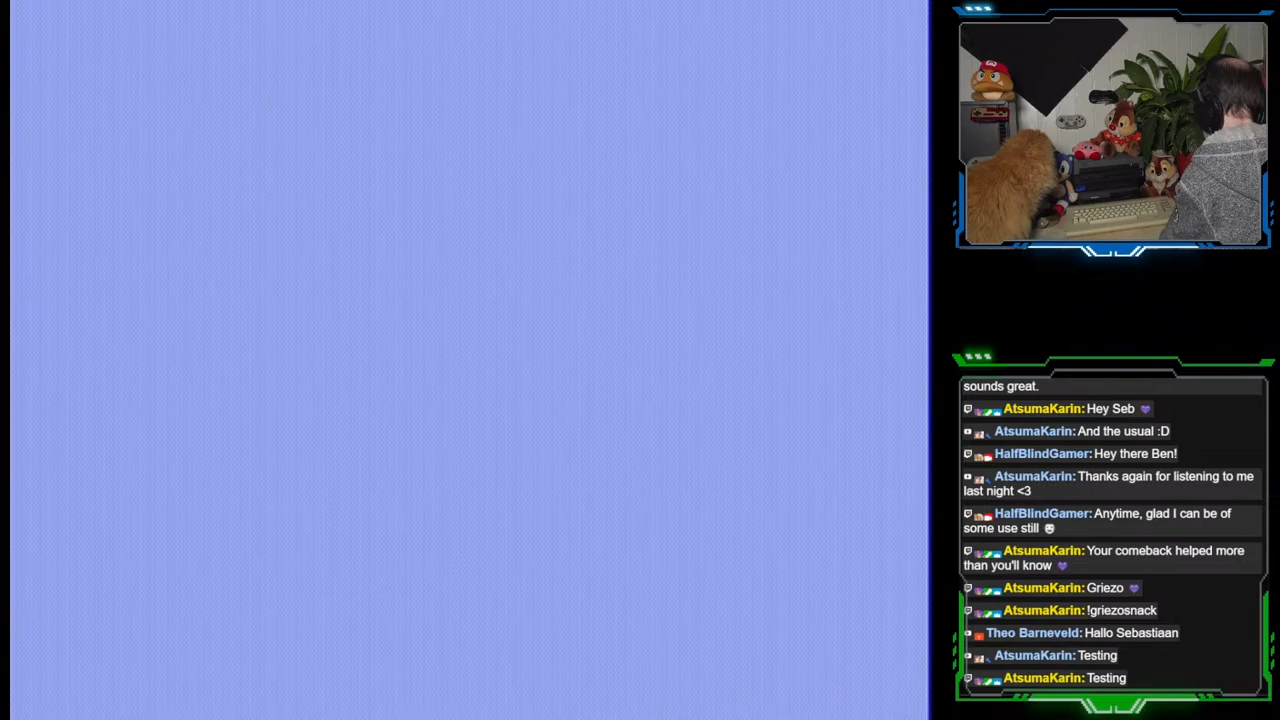 sounds great.
AtsumaKarin: Hey Seb 💜
AtsumaKarin: And the usual :D
HalfBlindGamer: Hey there Ben!
AtsumaKarin: Thanks again for listening to me
last night <3
HalfBlindGamer: Anytime, glad I can be of
some use still
AtsumaKarin: Your comeback helped more
than you'll know 💜
AtsumaKarin: Griezo 💜
AtsumaKarin: !griezosnack
Theo Barneveld: Hallo Sebastiaan
AtsumaKarin: Testing
AtsumaKarin: Testing